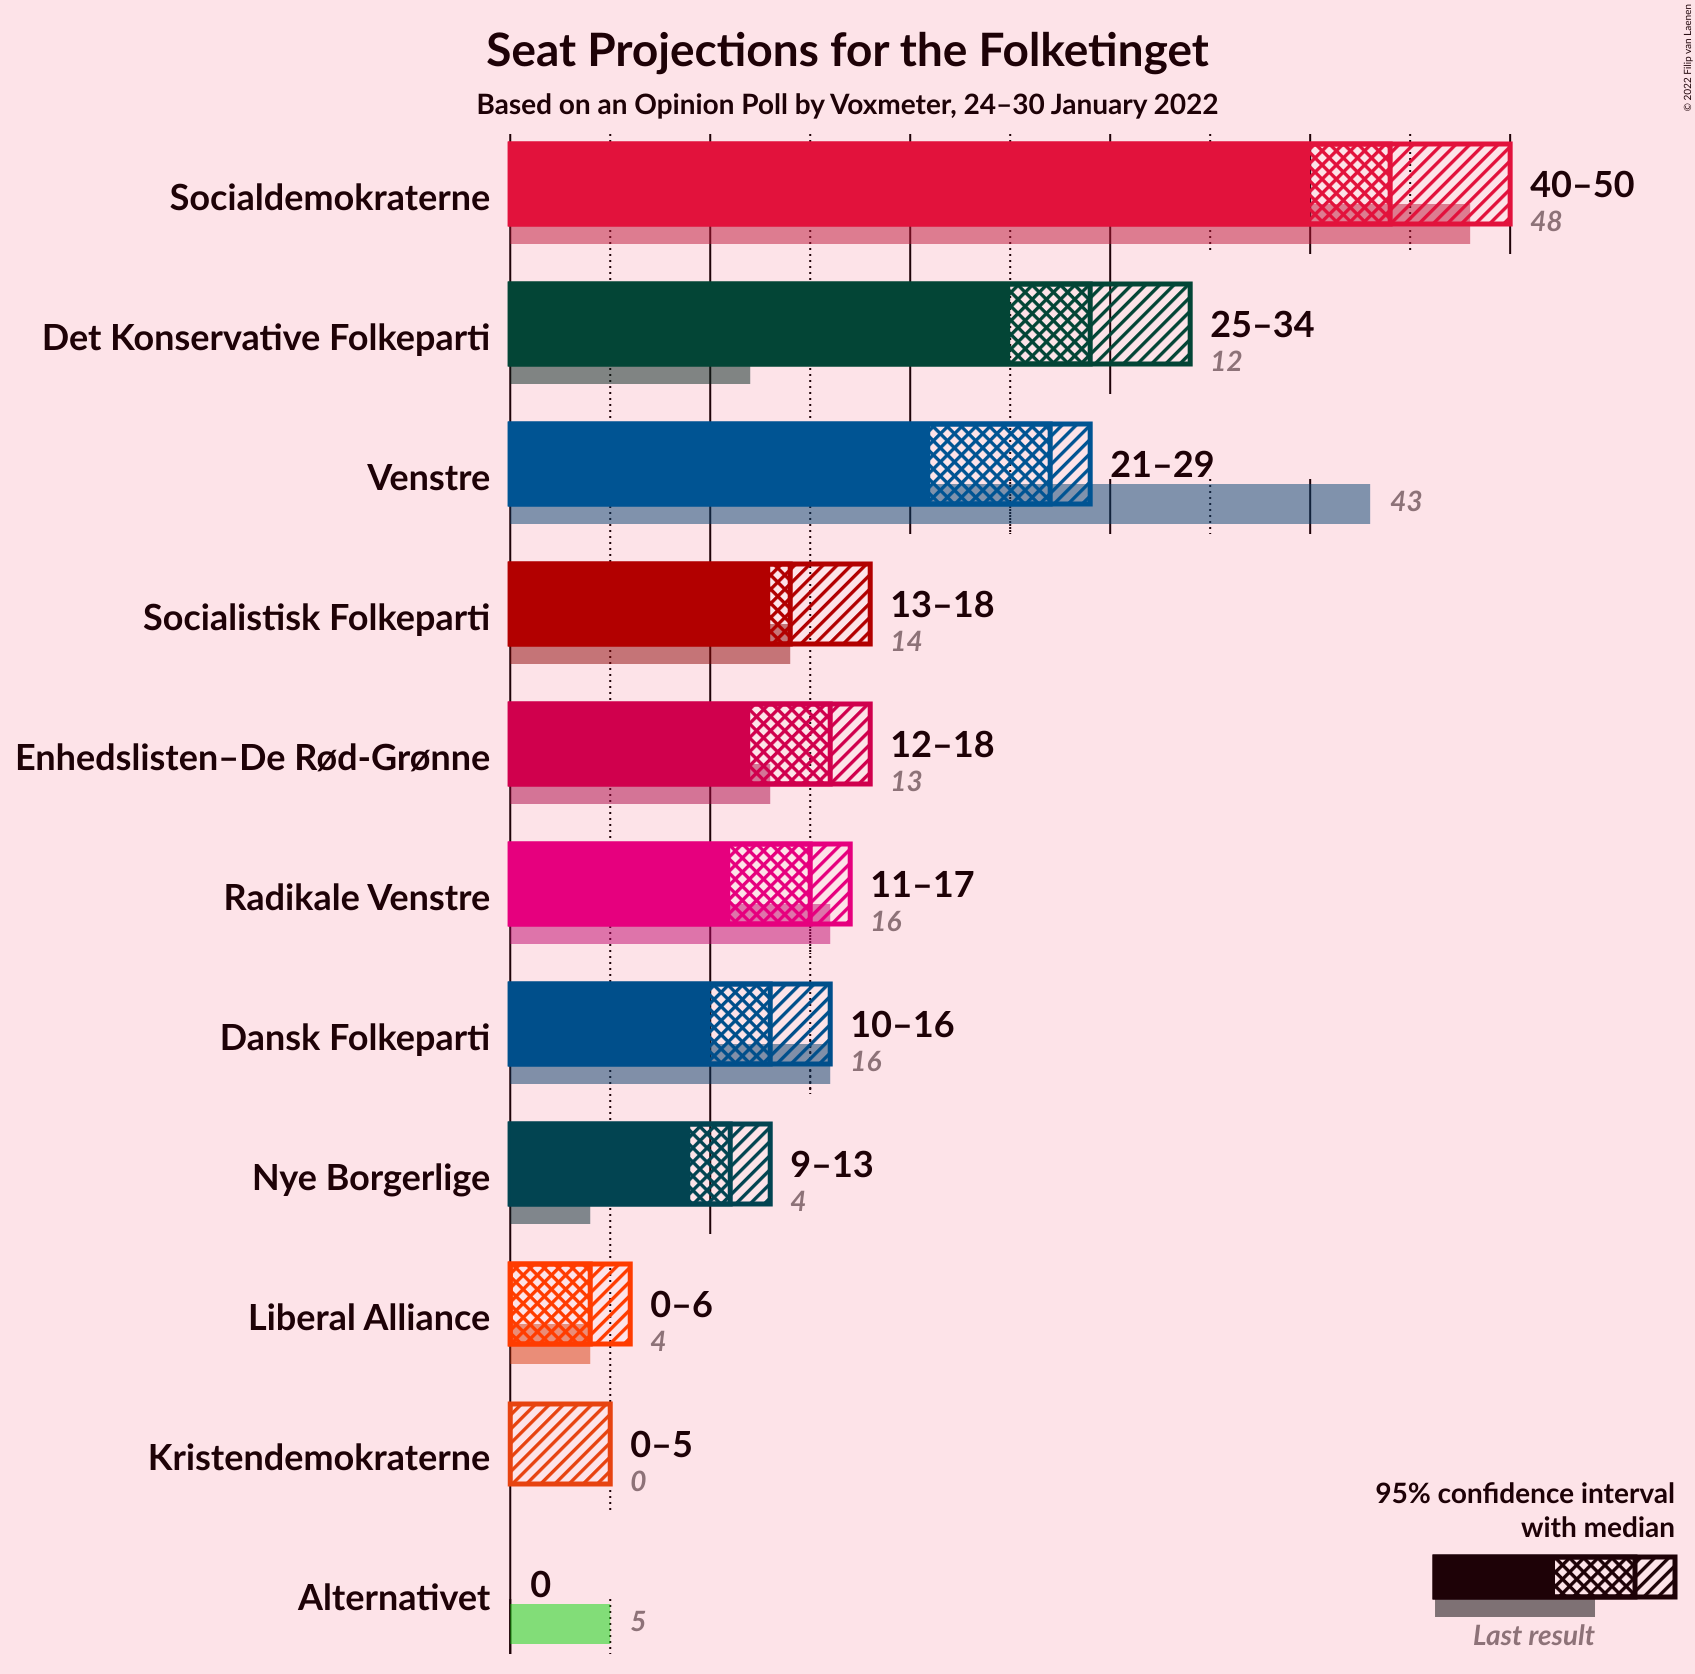 Seat Projections for the Folketinget
Based on an Opinion Poll by Voxmeter, 24–30 January 2022
© 2022 Filip van Laenen
Socialdemokraterne
40–50
48
Det Konservative Folkeparti
25–34
12
Venstre
21–29
43
Socialistisk Folkeparti
13–18
14
Enhedslisten–De Rød-Grønne
12–18
13
Radikale Venstre
11–17
16
Dansk Folkeparti
10–16
16
Nye Borgerlige
9–13
4
Liberal Alliance
0–6
4
Kristendemokraterne
0–5
0
Alternativet
0
5
95% confidence interval
with median
Last result